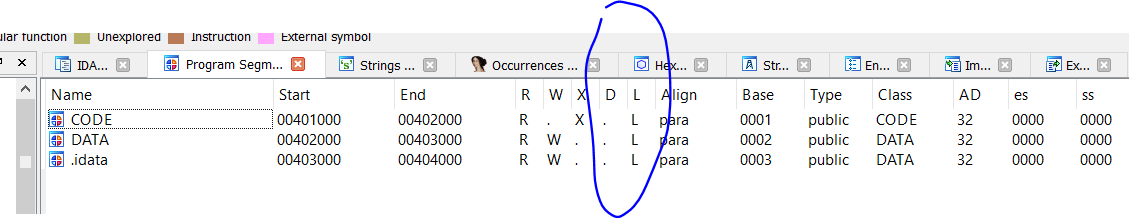 ular function Unexplored Instruction External symbol
IDA... Program Segm... Strings ... Occurrences ... Hex... Str... En... Im... Ex...
Name Start End R W X D L Align Base Type Class AD es ss
CODE 00401000 00402000 R . X . L para 0001 public CODE 32 0000 0000
DATA 00402000 00403000 R W . . L para 0002 public DATA 32 0000 0000
.idata 00403000 00404000 R W . . L para 0003 public DATA 32 0000 0000